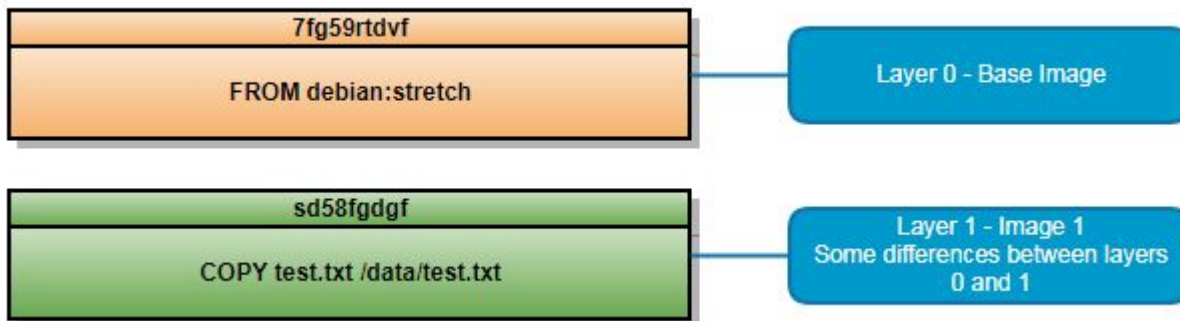 7fg59rtdvf
FROM debian:stretch
Layer 0 - Base Image
sd58fgdgf
COPY test.txt /data/test.txt
Layer 1 - Image 1
Some differences between layers
0 and 1